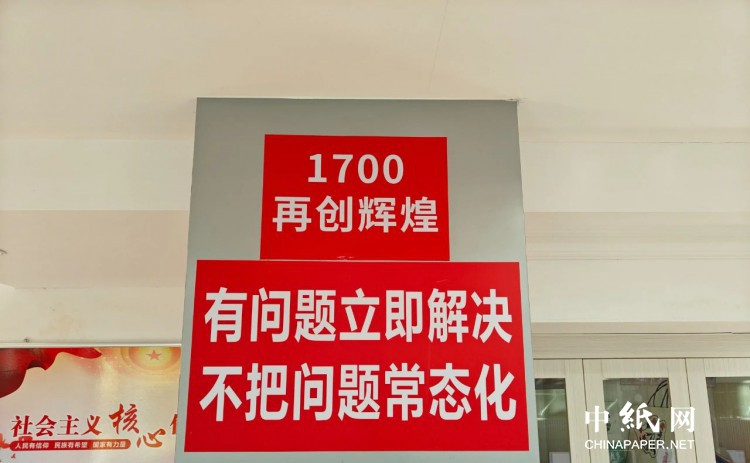 1700
再创辉煌
有问题立即解决
不把问题常态化
社会主义核心
人民有信仰 民族有希望 国家有力量
中紙网
CHINAPAPER.NET